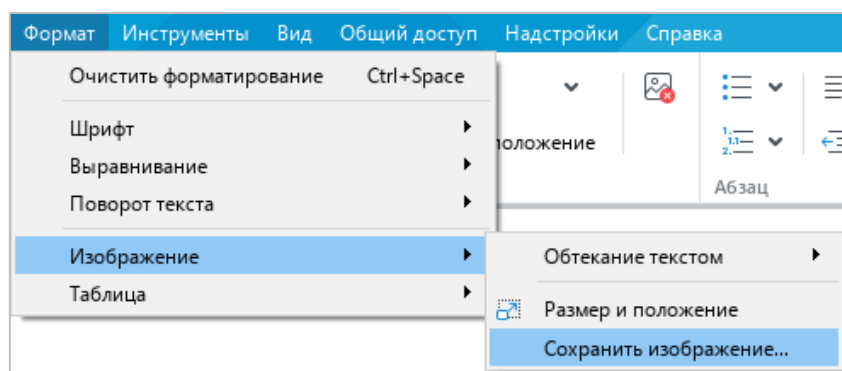 Формат Инструменты Вид Общий доступ Надстройки Справка
Очистить форматирование Ctrl+Space
Шрифт
положение
Выравнивание
Абзац
Поворот текста
Изображение
Обтекание текстом
Таблица
Размер и положение
Сохранить изображение...